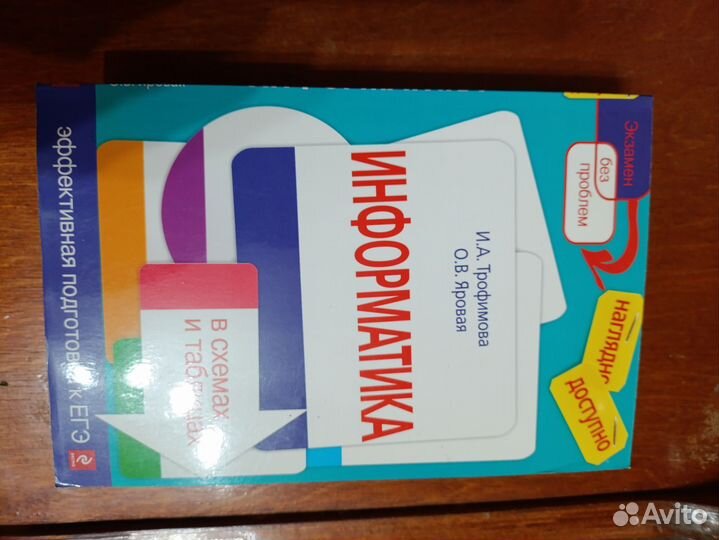 Экзамен
без
проблем
наглядно
доступно
И.А. Трофимова
О.В. Яровая
ИНФОРМАТИКА
в схемах
и таблицах
эффективная подготовка к ЕГЭ
Avito